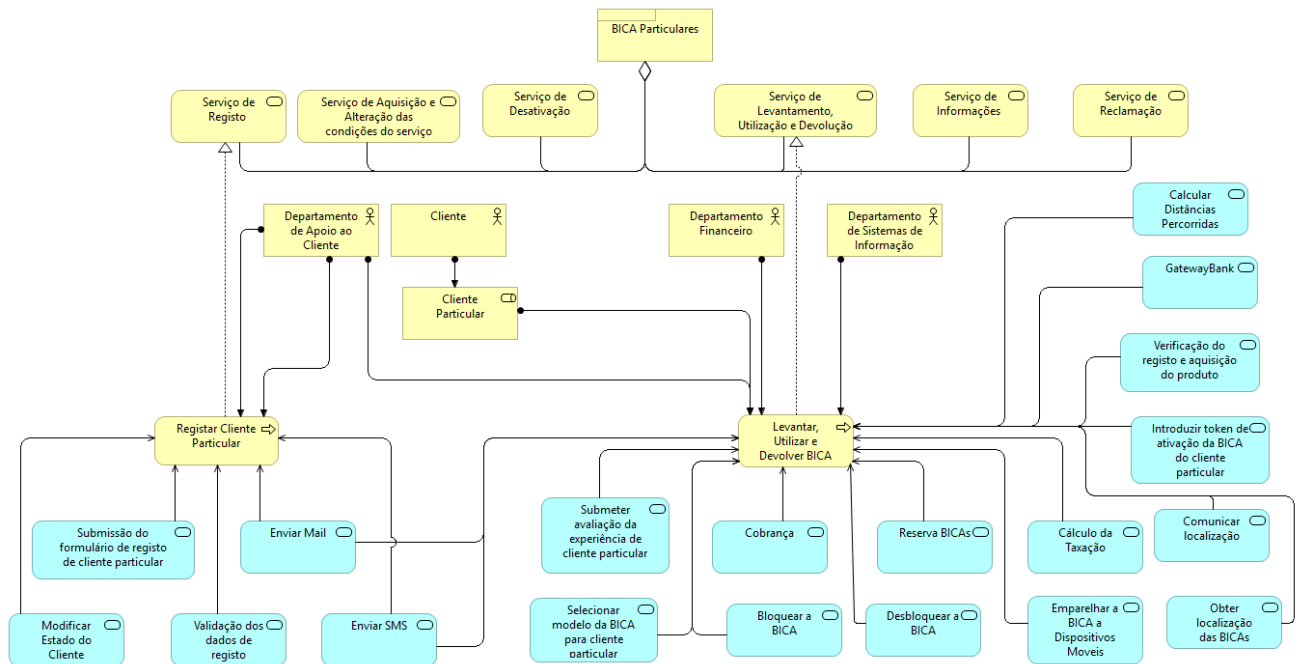 BICA Particulares
Serviço de
Registo
Serviço de Aquisição e
Alteração das
condições do serviço
Serviço de
Desativação
Serviço de
Levantamento,
Utilização e Devolução
Serviço de
Informações
Serviço de
Reclamação
Departamento
de Apoio ao
Cliente
Cliente
Departamento
Financeiro
Departamento
de Sistemas de
Informação
Calcular
Distâncias
Percorridas
GatewayBank
Cliente
Particular
Verificação do
registo e aquisição
do produto
Registar Cliente
Particular
Levantar,
Utilizar e
Devolver BICA
Introduzir token de
ativação da BICA
do cliente
particular
Submissão do
formulário de registo
de cliente particular
Enviar Mail
Submeter
avaliação da
experiência de
cliente particular
Cobrança
Reserva BICAs
Cálculo da
Taxação
Comunicar
localização
Modificar
Estado do
Cliente
Validação dos
dados de
registo
Enviar SMS
Selecionar
modelo da BICA
para cliente
particular
Bloquear a
BICA
Desbloquear a
BICA
Emparelhar a
BICA a
Dispositivos
Moveis
Obter
localização
das BICAs